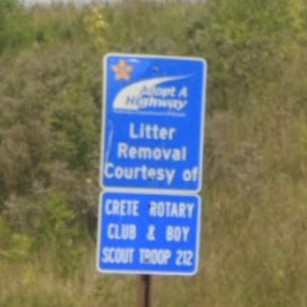 Adopt A
Highway
Litter
Removal
Courtesy of
CRETE ROTARY
CLUB & BOY
SCOUT TROOP 212